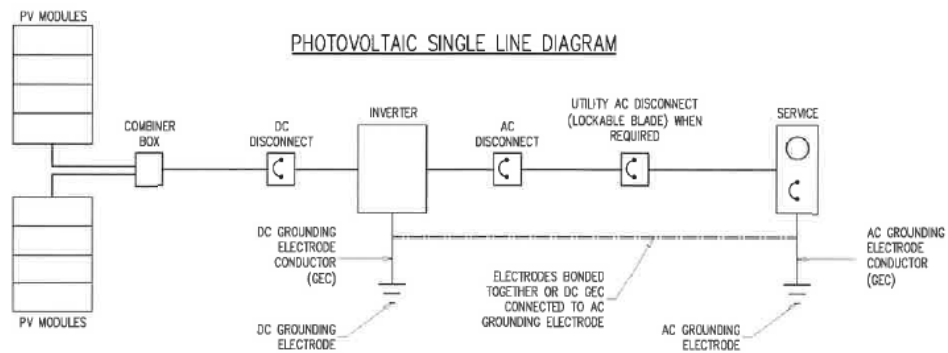 PV MODULES
PHOTOVOLTAIC SINGLE LINE DIAGRAM
COMBINER
BOX
DC
DISCONNECT
INVERTER
AC
DISCONNECT
UTILITY AC DISCONNECT
(LOCKABLE BLADE) WHEN
REQUIRED
SERVICE
PV MODULES
DC GROUNDING
ELECTRODE
CONDUCTOR
(GEC)
DC GROUNDING
ELECTRODE
ELECTRODES BONDED
TOGETHER OR DC GEC
CONNECTED TO AC
GROUNDING ELECTRODE
AC GROUNDING
ELECTRODE
CONDUCTOR
(GEC)
AC GROUNDING
ELECTRODE